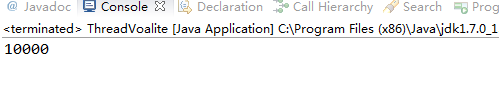 Javadoc Console Declaration Call Hierarchy Search Prog
<terminated> ThreadVoalite [Java Application] C:\Program Files (x86)\Java\jdk1.7.0_1
10000